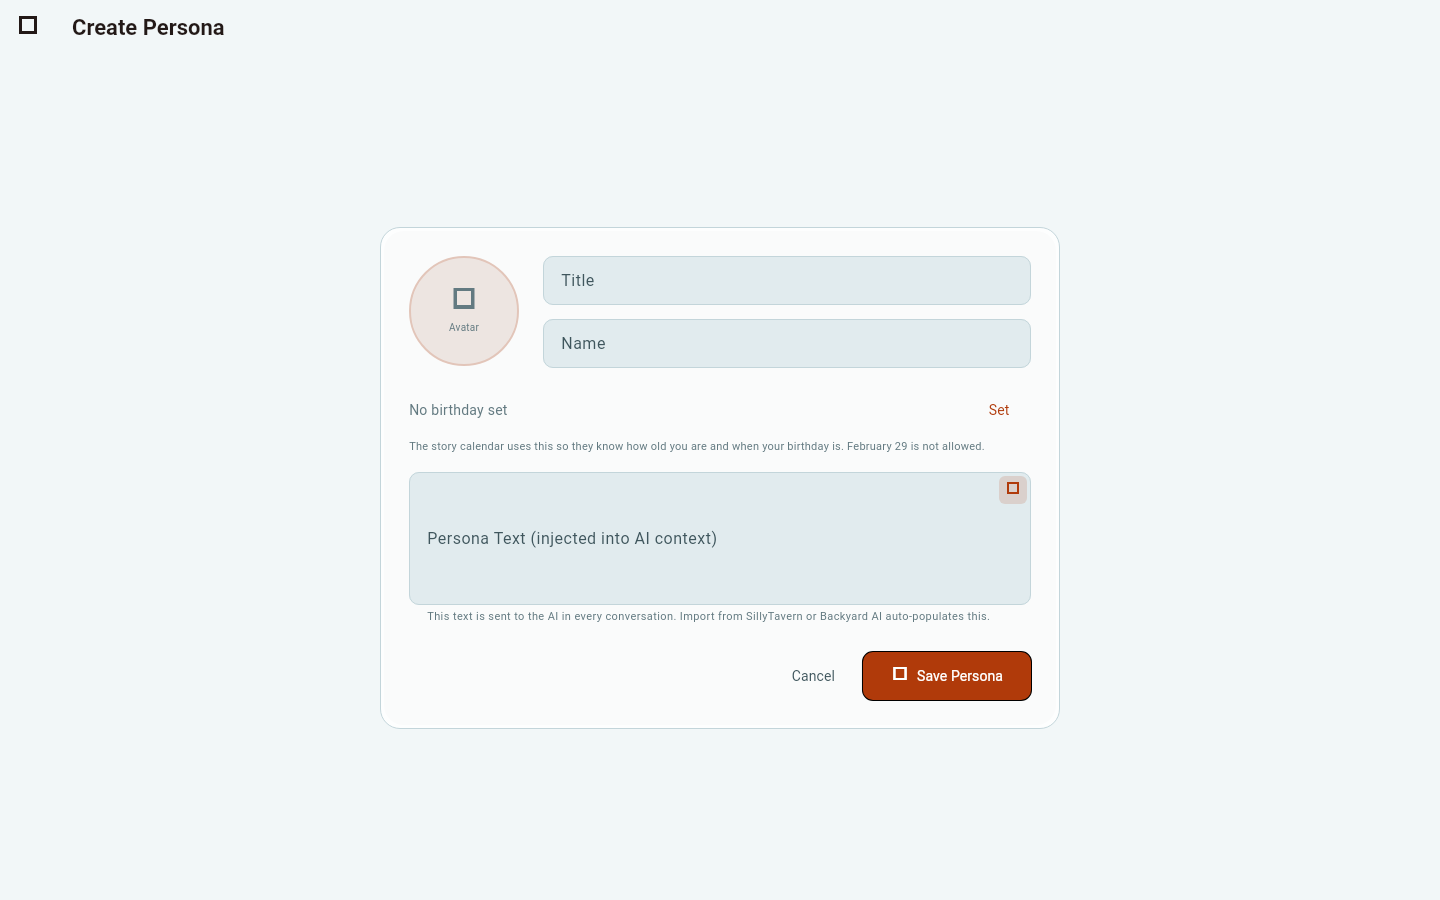 Create Persona
Avatar
Title
Name
No birthday set
Set
The story calendar uses this so they know how old you are and when your birthday is. February 29 is not allowed.
Persona Text (injected into AI context)
This text is sent to the AI in every conversation. Import from SillyTavern or Backyard AI auto-populates this.
Cancel
Save Persona